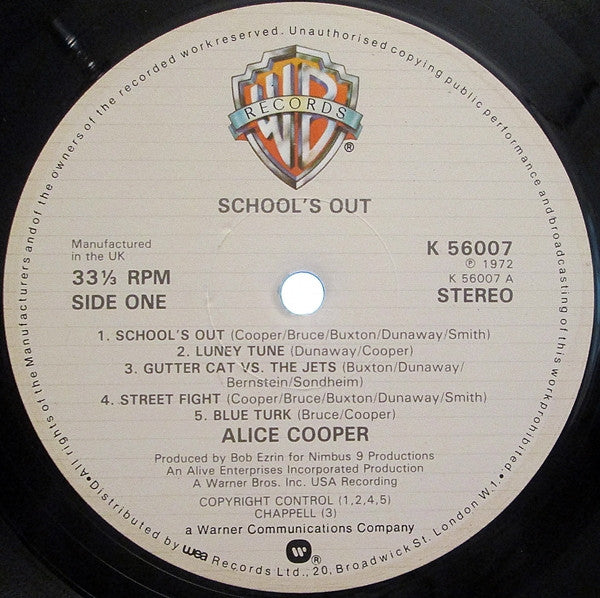 All rights of the Manufacturers and of the owners of the recorded work reserved. Unauthorised copying public performance and broadcasting of this work prohibited.
WB
RECORDS
®
SCHOOL'S OUT
Manufactured
in the UK
33⅓ RPM
SIDE ONE
K 56007
℗ 1972
K 56007 A
STEREO
1. SCHOOL'S OUT (Cooper/Bruce/Buxton/Dunaway/Smith)
2. LUNEY TUNE (Dunaway/Cooper)
3. GUTTER CAT VS. THE JETS (Buxton/Dunaway/
Bernstein/Sondheim)
4. STREET FIGHT (Cooper/Bruce/Buxton/Dunaway/Smith)
5. BLUE TURK (Bruce/Cooper)
ALICE COOPER
Produced by Bob Ezrin for Nimbus 9 Productions
An Alive Enterprises Incorporated Production
A Warner Bros. Inc. USA Recording
COPYRIGHT CONTROL (1,2,4,5)
CHAPPELL (3)
a Warner Communications Company
®
•Distributed by wea Records Ltd., 20, Broadwick St. London W.1.•